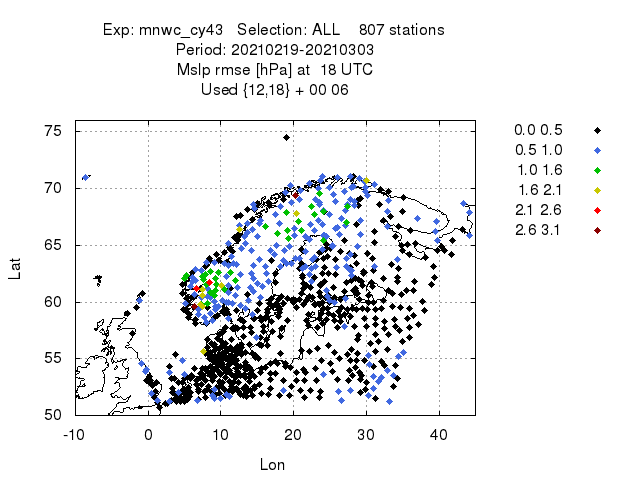 Exp: mnwc_cy43 Selection: ALL 807 stations
Period: 20210219-20210303
Mslp rmse [hPa] at 18 UTC
Used {12,18} + 00 06
75
70
65
60
55
50
-10 0 10 20 30 40
Lat
Lon
0.0 0.5
0.5 1.0
1.0 1.6
1.6 2.1
2.1 2.6
2.6 3.1